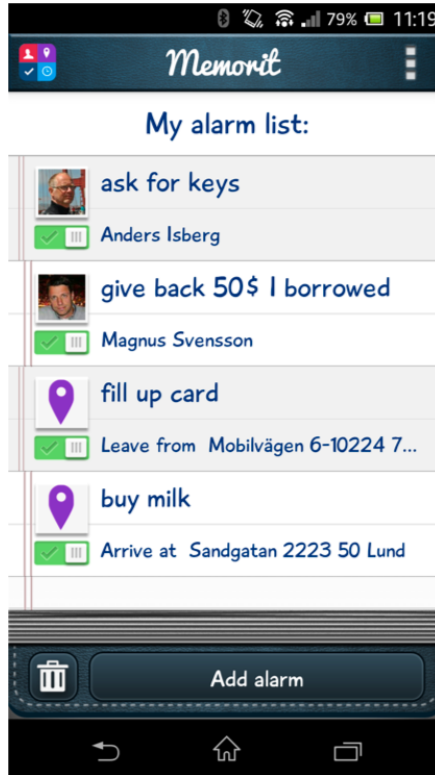 79% 11:19
Memorit
My alarm list:
ask for keys
Anders Isberg
give back 50$ I borrowed
Magnus Svensson
fill up card
Leave from Mobilvägen 6-10224 7...
buy milk
Arrive at Sandgatan 2223 50 Lund
Add alarm